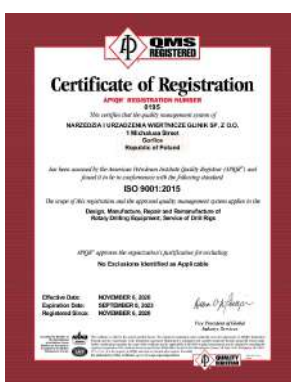 QMS
REGISTERED
Certificate of Registration
APIQR® REGISTRATION NUMBER
0195
This certifies that the quality management system of
NARZEDZIA I URZADZENIA WIERTNICZE GLINIK SP. Z O.O.
1 Michalusa Street
Gorlice
Republic of Poland
has been assessed by the American Petroleum Institute Quality Registrar (APIQR®) and
found it to be in conformance with the following standard:
ISO 9001:2015
The scope of this registration and the approved quality management system applies to the
Design, Manufacture, Repair and Remanufacture of
Rotary Drilling Equipment; Service of Drill Rigs
APIQR® approves the organization's justification for excluding:
No Exclusions Identified as Applicable
Effective Date: NOVEMBER 6, 2020
Expiration Date: SEPTEMBER 6, 2023
Registered Since: NOVEMBER 6, 2020
Vice President of Global
Industry Services
QUALITY
REGISTRAR